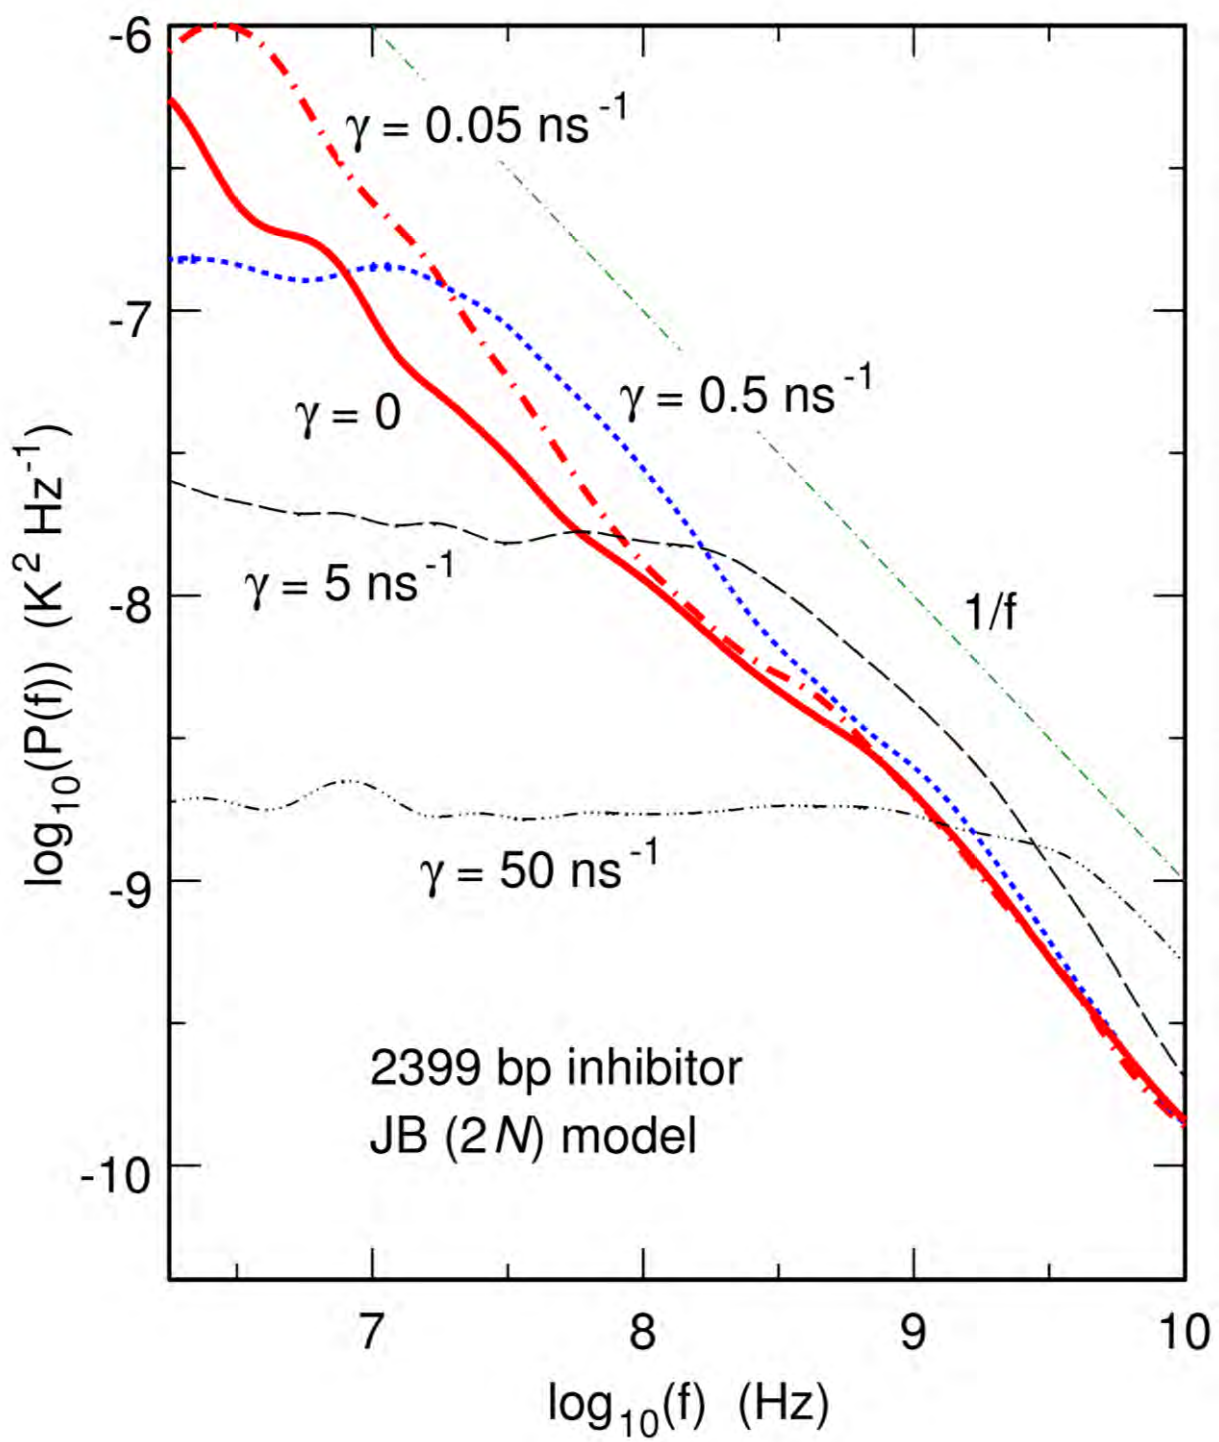 -6
γ = 0.05 ns⁻¹
-7
γ = 0.5 ns⁻¹
γ = 0
log₁₀(P(f)) (K² Hz⁻¹)
γ = 5 ns⁻¹
-8
1/f
γ = 50 ns⁻¹
-9
2399 bp inhibitor
JB (2N) model
-10
7 8 9 10
log₁₀(f) (Hz)